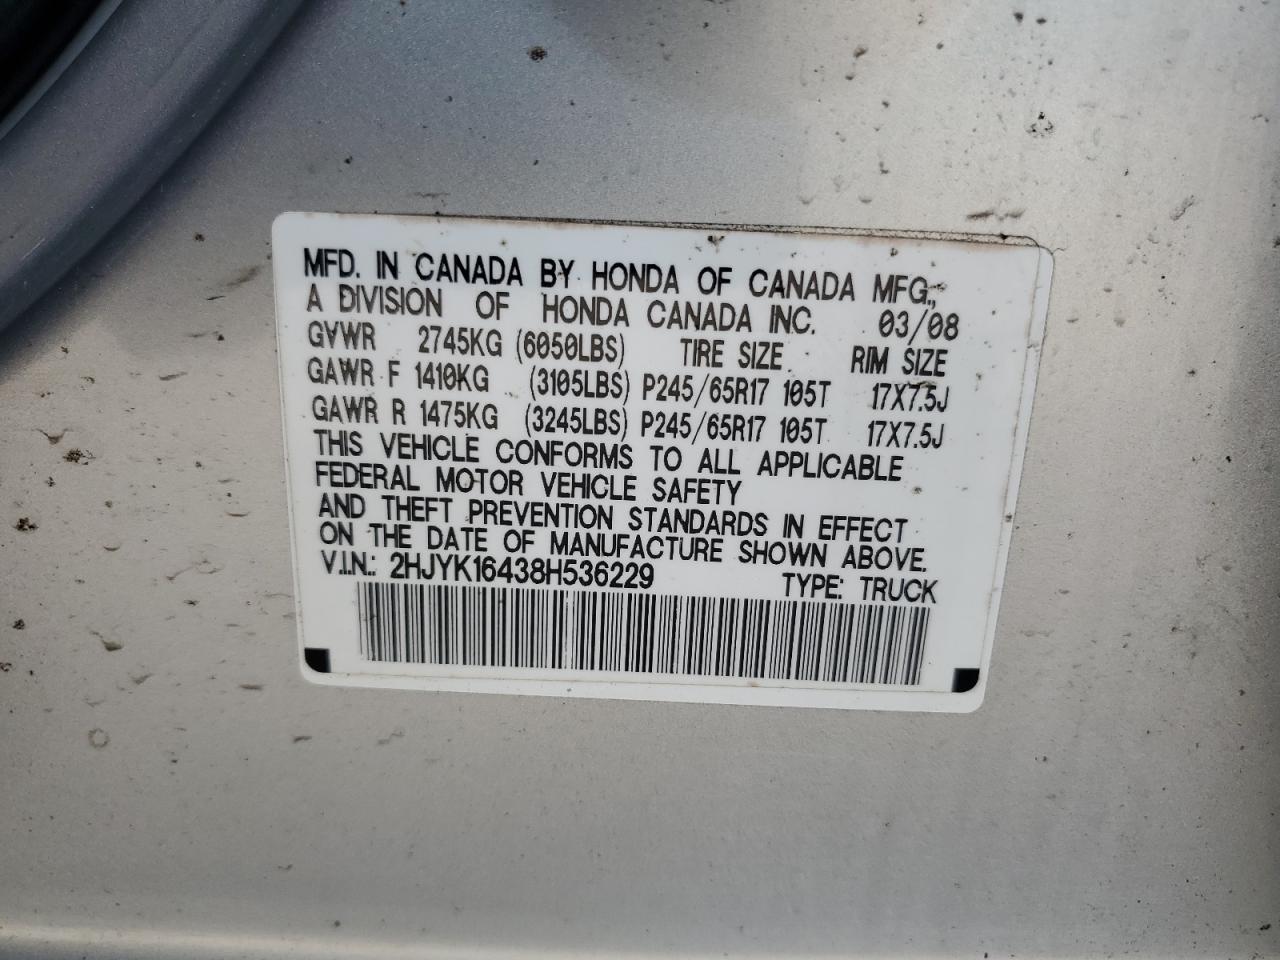 MFD. IN CANADA BY HONDA OF CANADA MFG.,
A DIVISION OF HONDA CANADA INC. 03/08
GVWR 2745KG (6050LBS) TIRE SIZE RIM SIZE
GAWR F 1410KG (3105LBS) P245/65R17 105T 17X7.5J
GAWR R 1475KG (3245LBS) P245/65R17 105T 17X7.5J
THIS VEHICLE CONFORMS TO ALL APPLICABLE
FEDERAL MOTOR VEHICLE SAFETY
AND THEFT PREVENTION STANDARDS IN EFFECT
ON THE DATE OF MANUFACTURE SHOWN ABOVE.
V.I.N.: 2HJYK16438H536229 TYPE: TRUCK